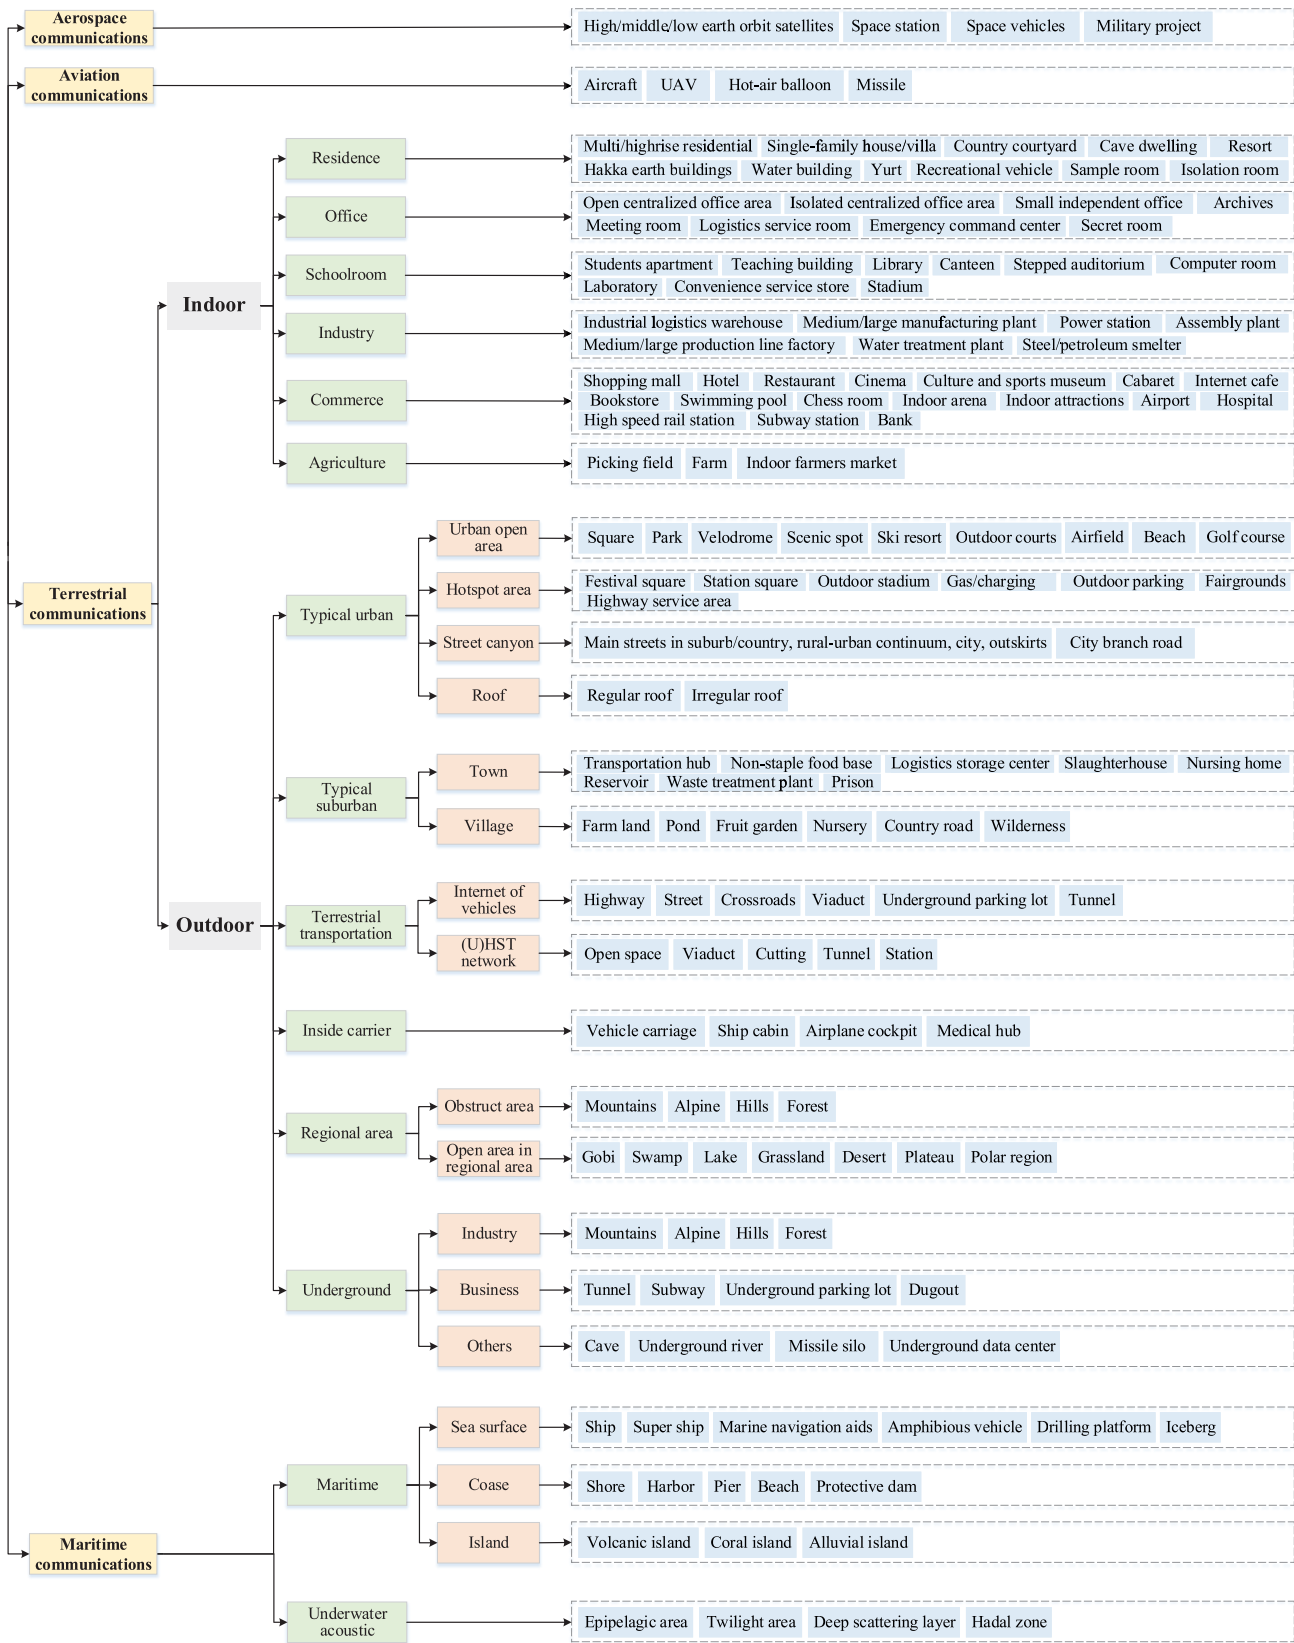 Aerospace
communications
High/middle/low earth orbit satellites Space station Space vehicles Military project
Aviation
communications
Aircraft UAV Hot-air balloon Missile
Residence
Multi/highrise residential Single-family house/villa Country courtyard Cave dwelling Resort
Hakka earth buildings Water building Yurt Recreational vehicle Sample room Isolation room
Office
Open centralized office area Isolated centralized office area Small independent office Archives
Meeting room Logistics service room Emergency command center Secret room
Schoolroom
Students apartment Teaching building Library Canteen Stepped auditorium Computer room
Laboratory Convenience service store Stadium
Indoor
Industry
Industrial logistics warehouse Medium/large manufacturing plant Power station Assembly plant
Medium/large production line factory Water treatment plant Steel/petroleum smelter
Commerce
Shopping mall Hotel Restaurant Cinema Culture and sports museum Cabaret Internet cafe
Bookstore Swimming pool Chess room Indoor arena Indoor attractions Airport Hospital
High speed rail station Subway station Bank
Agriculture
Picking field Farm Indoor farmers market
Urban open
area
Square Park Velodrome Scenic spot Ski resort Outdoor courts Airfield Beach Golf course
Hotspot area
Festival square Station square Outdoor stadium Gas/charging Outdoor parking Fairgrounds
Highway service area
Terrestrial
communications
Typical urban
Street canyon
Main streets in suburb/country, rural-urban continuum, city, outskirts City branch road
Roof
Regular roof Irregular roof
Typical
suburban
Town
Transportation hub Non-staple food base Logistics storage center Slaughterhouse Nursing home
Reservoir Waste treatment plant Prison
Village
Farm land Pond Fruit garden Nursery Country road Wilderness
Outdoor
Terrestrial
transportation
Internet of
vehicles
Highway Street Crossroads Viaduct Underground parking lot Tunnel
(U)HST
network
Open space Viaduct Cutting Tunnel Station
Inside carrier
Vehicle carriage Ship cabin Airplane cockpit Medical hub
Regional area
Obstruct area
Mountains Alpine Hills Forest
Open area in
regional area
Gobi Swamp Lake Grassland Desert Plateau Polar region
Underground
Industry
Mountains Alpine Hills Forest
Business
Tunnel Subway Underground parking lot Dugout
Others
Cave Underground river Missile silo Underground data center
Maritime
communications
Maritime
Sea surface
Ship Super ship Marine navigation aids Amphibious vehicle Drilling platform Iceberg
Coase
Shore Harbor Pier Beach Protective dam
Island
Volcanic island Coral island Alluvial island
Underwater
acoustic
Epipelagic area Twilight area Deep scattering layer Hadal zone